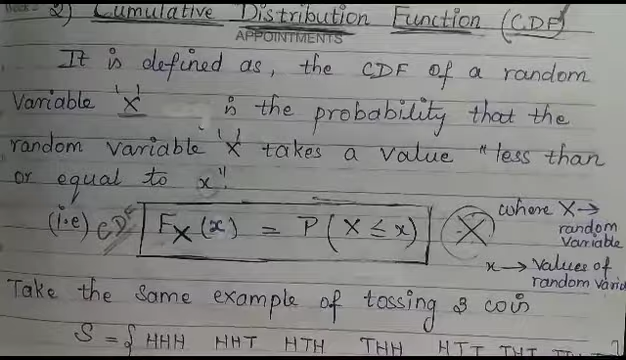 2) Cumulative Distribution Function (CDF)
APPOINTMENTS
It is defined as, the CDF of a random
variable 'X' is the probability that the
random variable 'X' takes a value "less than
or equal to x".
(i.e) CDF F_X (x) = P(X ≤ x) X where X→
random
variable
x → values of
random varia
Take the same example of tossing 3 coin
S = { HHH HHT HTH THH HTT THT